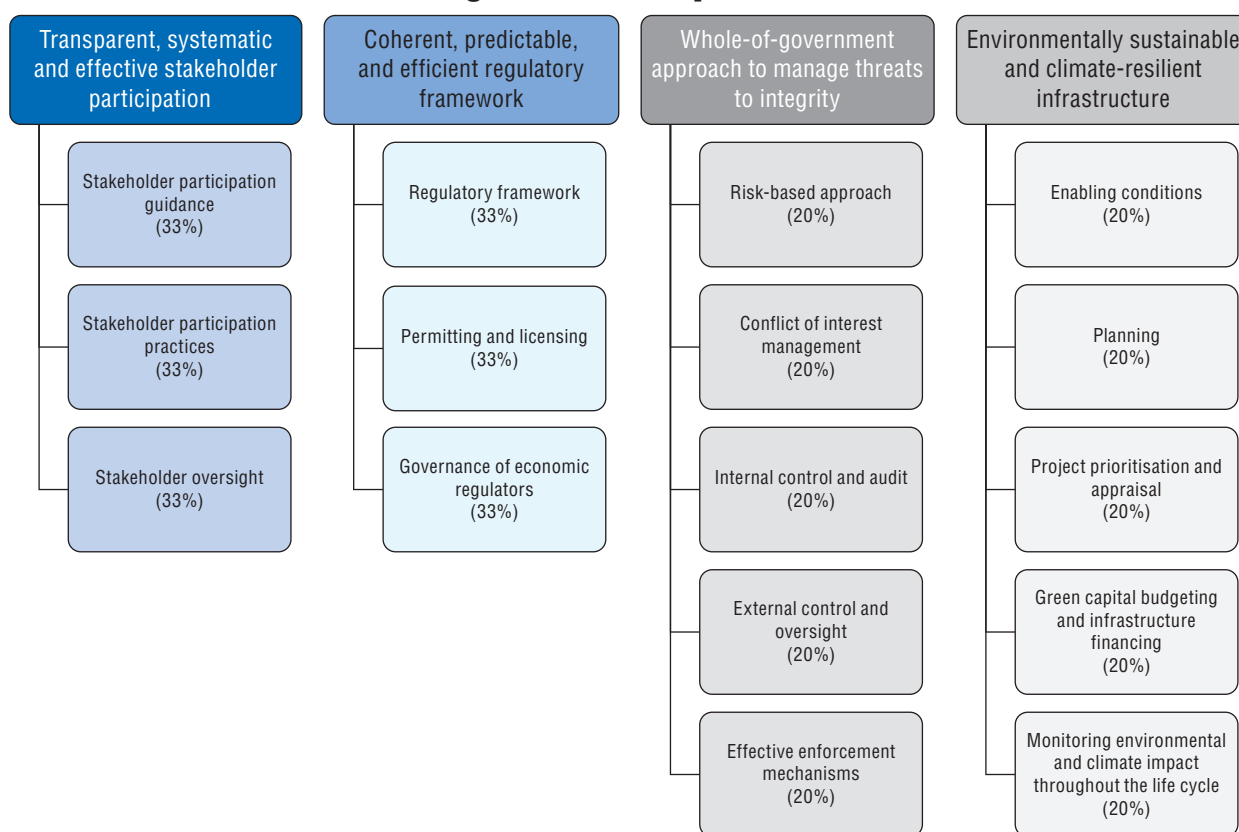 Transparent, systematic
and effective stakeholder
participation
Stakeholder participation
guidance
(33%)
Stakeholder participation
practices
(33%)
Stakeholder oversight
(33%)
Coherent, predictable,
and efficient regulatory
framework
Regulatory framework
(33%)
Permitting and licensing
(33%)
Governance of economic
regulators
(33%)
Whole-of-government
approach to manage threats
to integrity
Risk-based approach
(20%)
Conflict of interest
management
(20%)
Internal control and audit
(20%)
External control and
oversight
(20%)
Effective enforcement
mechanisms
(20%)
Environmentally sustainable
and climate-resilient
infrastructure
Enabling conditions
(20%)
Planning
(20%)
Project prioritisation and
appraisal
(20%)
Green capital budgeting
and infrastructure
financing
(20%)
Monitoring environmental
and climate impact
throughout the life cycle
(20%)